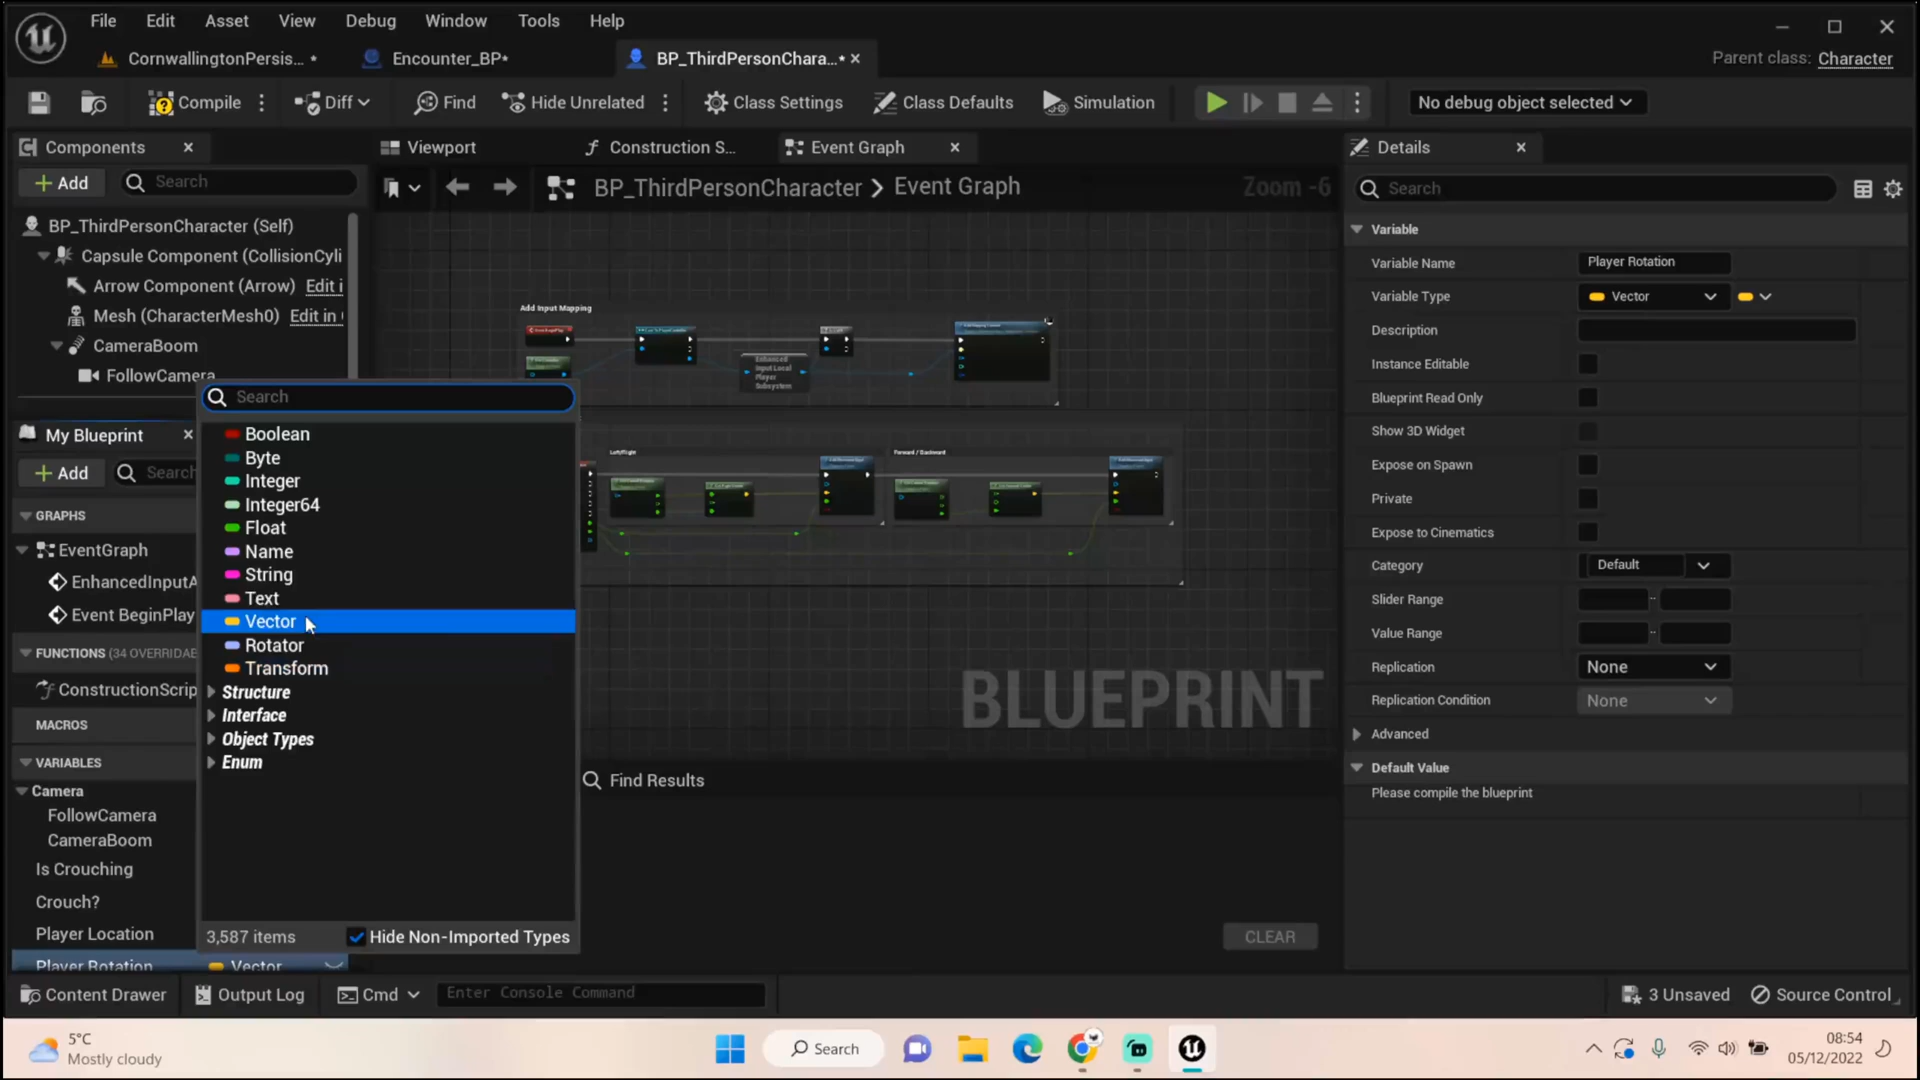 File Edit Asset View Debug Window Tools Help
CornwallingtonPersis... * Encounter_BP* BP_ThirdPersonChara...* Parent class: Character
Compile Diff Find Hide Unrelated Class Settings Class Defaults Simulation No debug object selected
Components Viewport Construction S... Event Graph Details
Add Search BP_ThirdPersonCharacter Event Graph Zoom -6 Search
BP_ThirdPersonCharacter (Self)
Variable
Capsule Component (CollisionCyli
Variable Name Player Rotation
Arrow Component (Arrow) Edit i
Variable Type Vector
Mesh (CharacterMesh0) Edit in
Add Input Mapping
Description
CameraBoom
Instance Editable
FollowCamera
Enhanced
Input Local
Player
Subsystem
Search
Blueprint Read Only
My Blueprint
Boolean
Show 3D Widget
Byte
Left/Right
Expose on Spawn
Add Search
Integer
Integer64
Private
GRAPHS
Float
Expose to Cinematics
EventGraph
Name
Category Default
EnhancedInputA
String
Text
Slider Range
Event BeginPlay
Vector
Value Range
FUNCTIONS (34 OVERRIDA
Rotator
Transform
Replication None
ConstructionScrip
Structure
BLUEPRINT
Replication Condition None
MACROS
Interface
Object Types
Advanced
VARIABLES
Enum
Default Value
Camera
Find Results
Please compile the blueprint
FollowCamera
CameraBoom
Is Crouching
Crouch?
Player Location
3,587 items Hide Non-Imported Types
CLEAR
Player Rotation Vector
Content Drawer Output Log Cmd Enter Console Command 3 Unsaved Source Control
5°C
Mostly cloudy
Search
08:54
05/12/2022